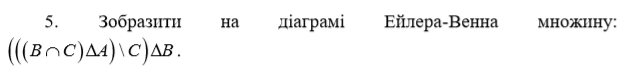 5. Зобразити на діаграмі Ейлера-Венна множину:
(((B∩C)ΔA)\C)ΔB.